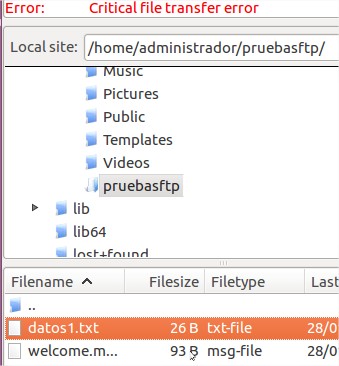 Error: Critical file transfer error
Local site: /home/administrador/pruebasftp/
Music
Pictures
Public
Templates
Videos
pruebasftp
lib
lib64
lost+found
Filename Filesize Filetype Last
..
datos1.txt 26 B txt-file 28/0
welcome.m... 93 B msg-file 28/0